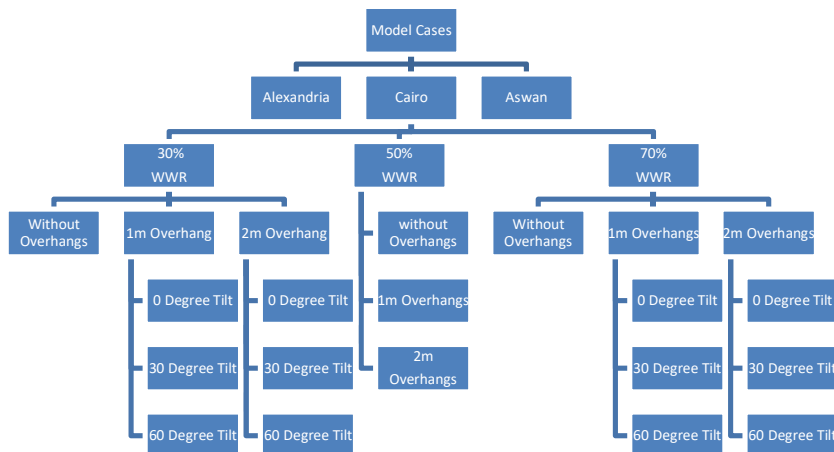 Model Cases
Alexandria
Cairo
Aswan
30%
WWR
50%
WWR
70%
WWR
Without
Overhangs
1m Overhang
2m Overhang
without
Overhangs
Without
Overhangs
1m Overhangs
2m Overhangs
0 Degree Tilt
0 Degree Tilt
1m Overhangs
0 Degree Tilt
0 Degree Tilt
30 Degree Tilt
30 Degree Tilt
2m
Overhangs
30 Degree Tilt
30 Degree Tilt
60 Degree Tilt
60 Degree Tilt
60 Degree Tilt
60 Degree Tilt